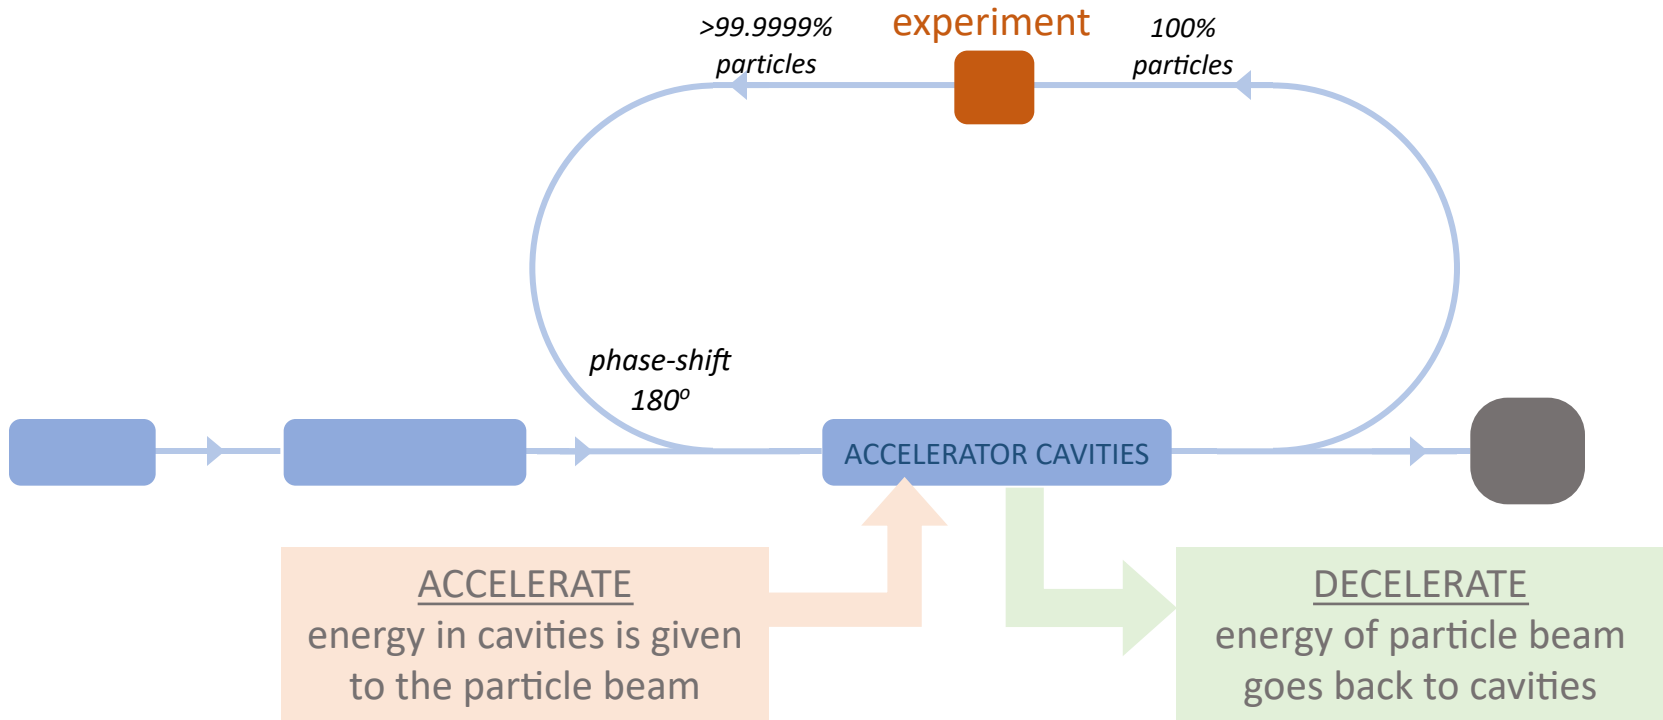 >99.9999%
particles
experiment
100%
particles
phase-shift
180º
ACCELERATOR CAVITIES
ACCELERATE
energy in cavities is given
to the particle beam
DECELERATE
energy of particle beam
goes back to cavities